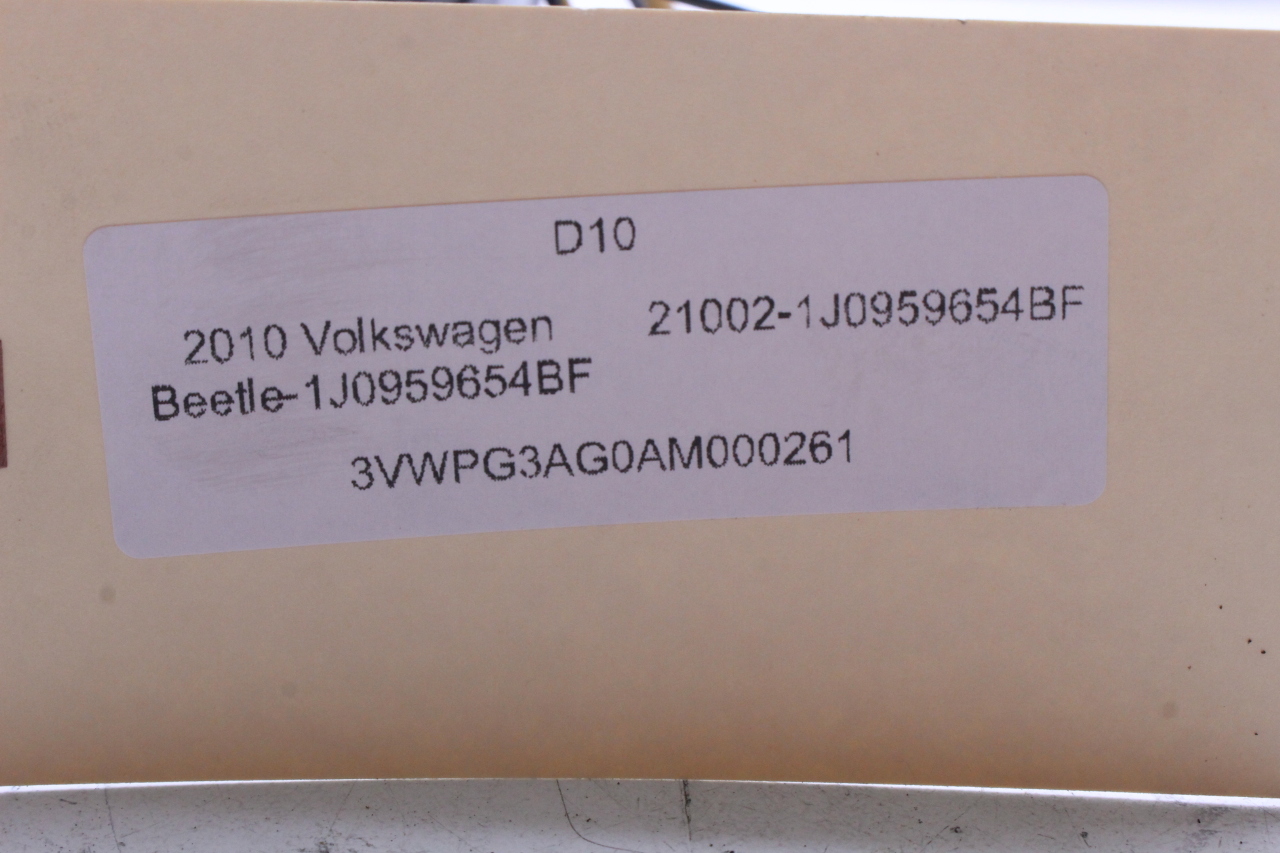 D10
2010 Volkswagen 21002-1J0959654BF
Beetle-1J0959654BF
3VWPG3AG0AM000261